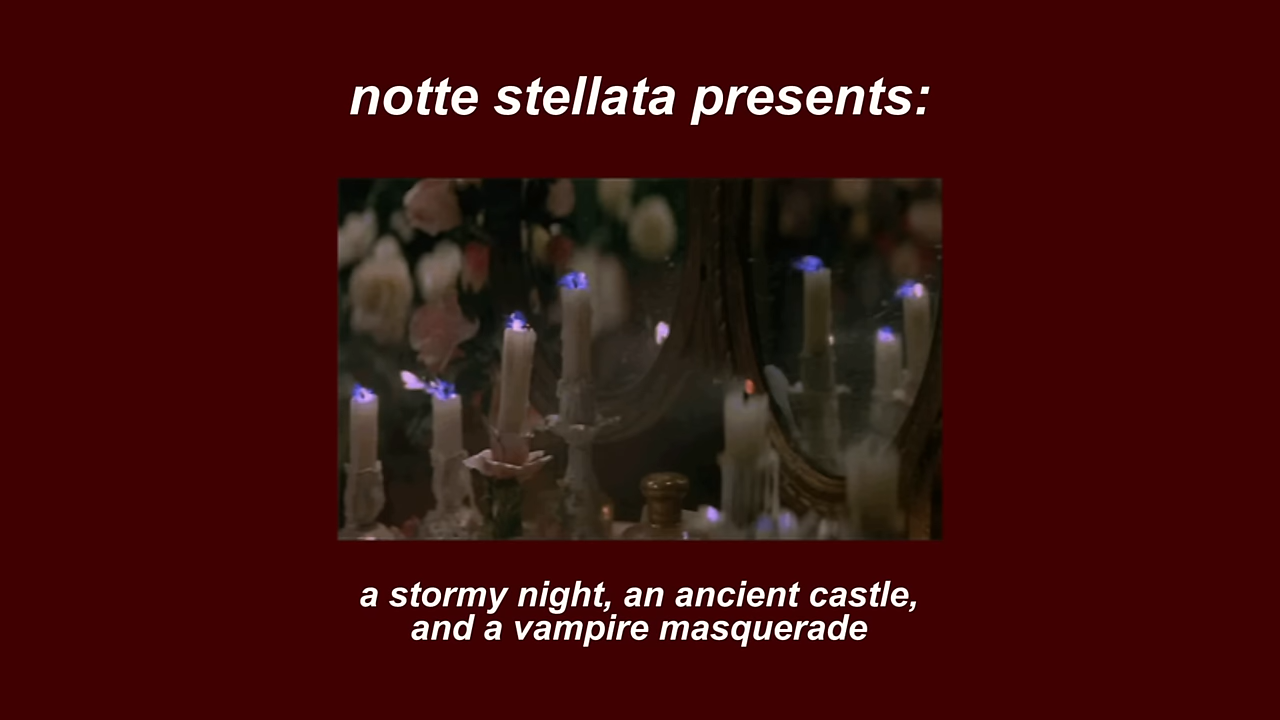 notte stellata presents:
a stormy night, an ancient castle,
and a vampire masquerade